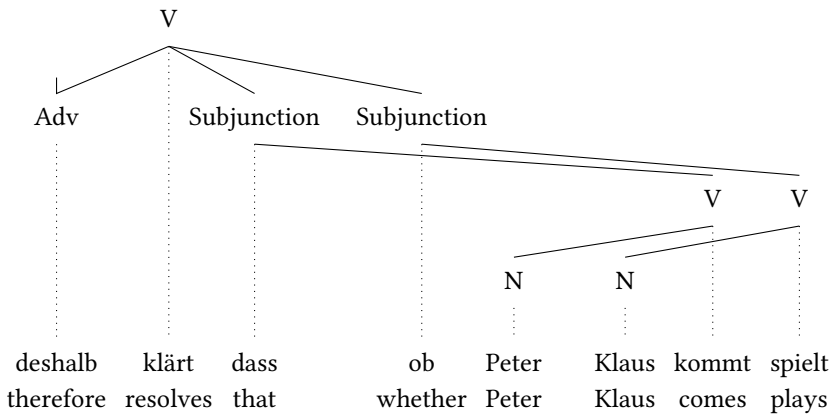 V
Adv Subjunction Subjunction
V V
N N
deshalb klärt dass ob Peter Klaus kommt spielt
therefore resolves that whether Peter Klaus comes plays